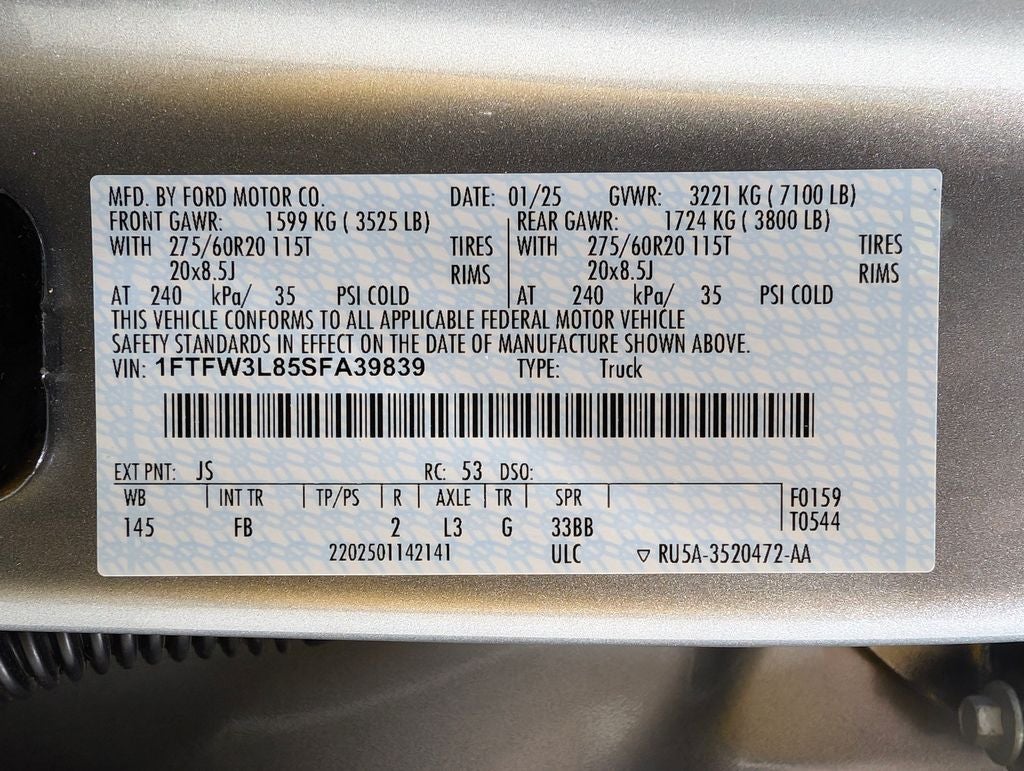 MFD. BY FORD MOTOR CO. DATE: 01/25 GVWR: 3221 KG ( 7100 LB)
FRONT GAWR: 1599 KG ( 3525 LB) REAR GAWR: 1724 KG ( 3800 LB)
WITH 275/60R20 115T TIRES WITH 275/60R20 115T TIRES
20x8.5J RIMS 20x8.5J RIMS
AT 240 kPa/ 35 PSI COLD AT 240 kPa/ 35 PSI COLD
THIS VEHICLE CONFORMS TO ALL APPLICABLE FEDERAL MOTOR VEHICLE
SAFETY STANDARDS IN EFFECT ON THE DATE OF MANUFACTURE SHOWN ABOVE.
VIN: 1FTFW3L85SFA39839 TYPE: Truck
EXT PNT: JS RC: 53 DSO:
WB INT TR TP/PS R AXLE TR SPR F0159
145 FB 2 L3 G 33BB T0544
2202501142141 ULC ▽ RU5A-3520472-AA